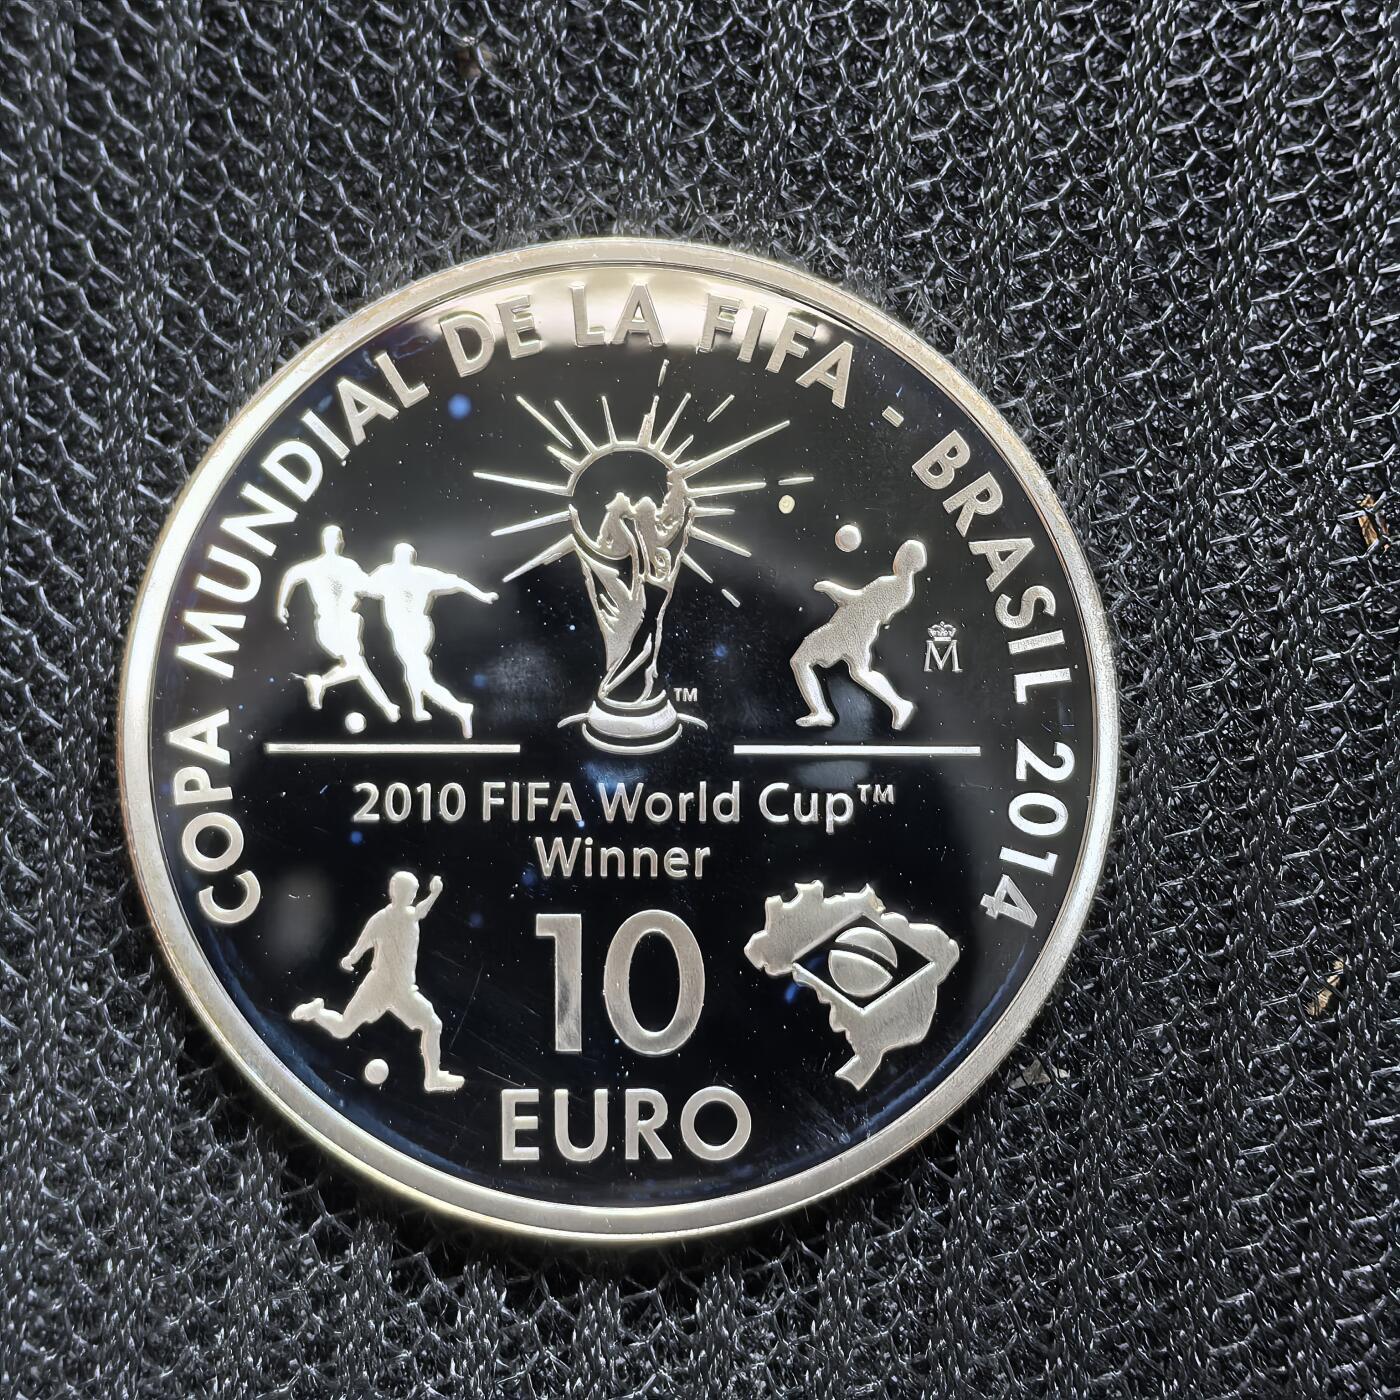 COPA MUNDIAL DE LA FIFA - BRASIL 2014
TM
M
2010 FIFA World Cup™
Winner
10
EURO